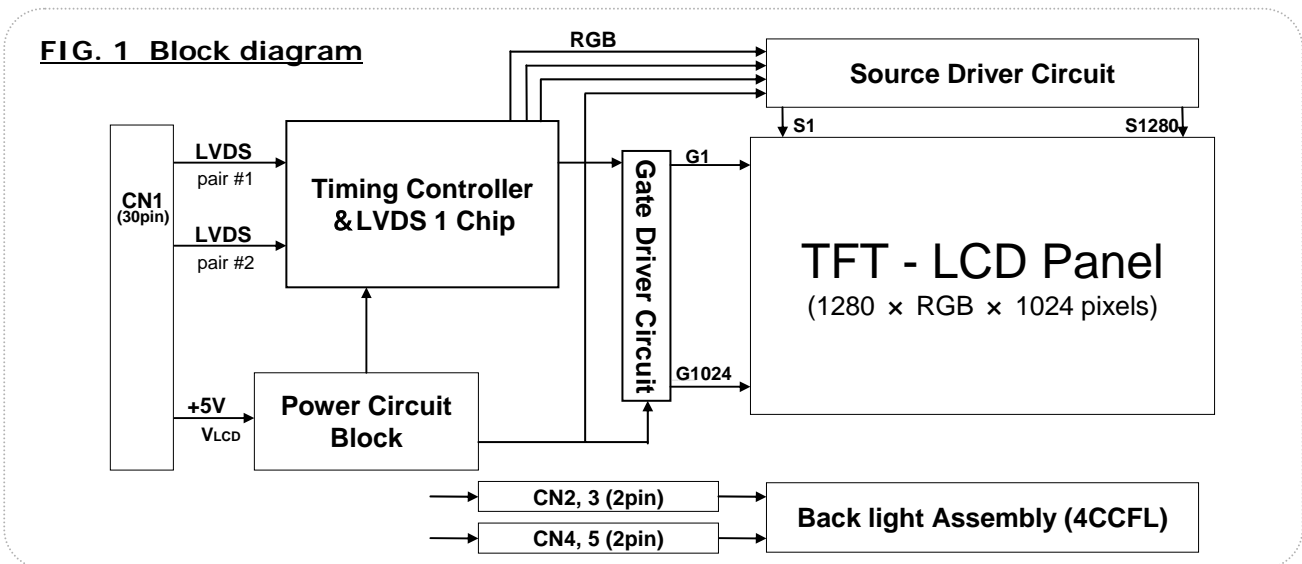 FIG. 1 Block diagram
RGB
Source Driver Circuit
S1
S1280
CN1
(30pin)
LVDS
pair #1
LVDS
pair #2
Timing Controller
&LVDS 1 Chip
Gate Driver Circuit
G1
G1024
TFT - LCD Panel
(1280 × RGB × 1024 pixels)
+5V
VLCD
Power Circuit
Block
CN2, 3 (2pin)
CN4, 5 (2pin)
Back light Assembly (4CCFL)